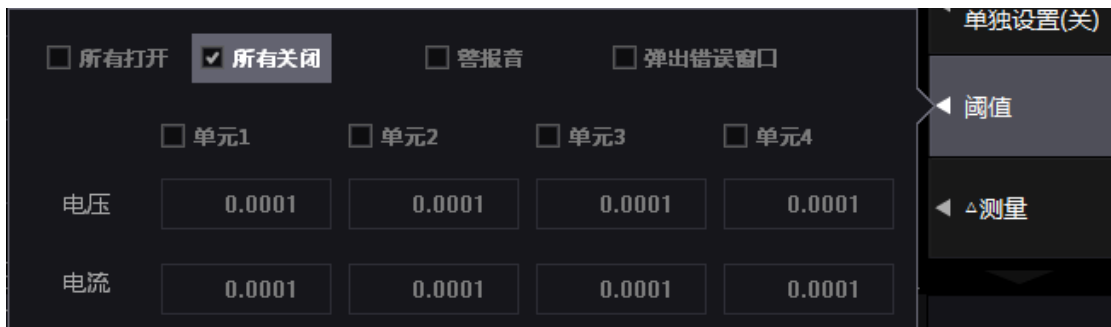 单独设置(关)
所有打开 所有关闭 警报音 弹出错误窗口
阈值
单元1 单元2 单元3 单元4
电压 0.0001 0.0001 0.0001 0.0001
△测量
电流 0.0001 0.0001 0.0001 0.0001